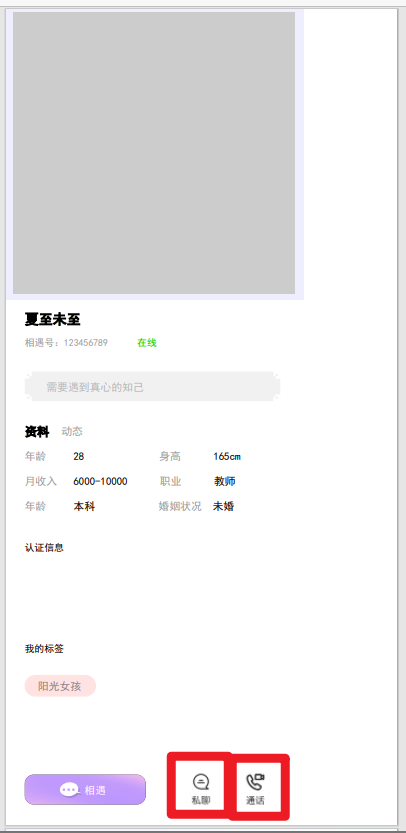 夏至未至
相遇号：123456789 在线
需要遇到真心的知己
资料 动态
年龄 28 身高 165cm
月收入 6000-10000 职业 教师
年龄 本科 婚姻状况 未婚
认证信息
我的标签
阳光女孩
相遇 私聊 通话